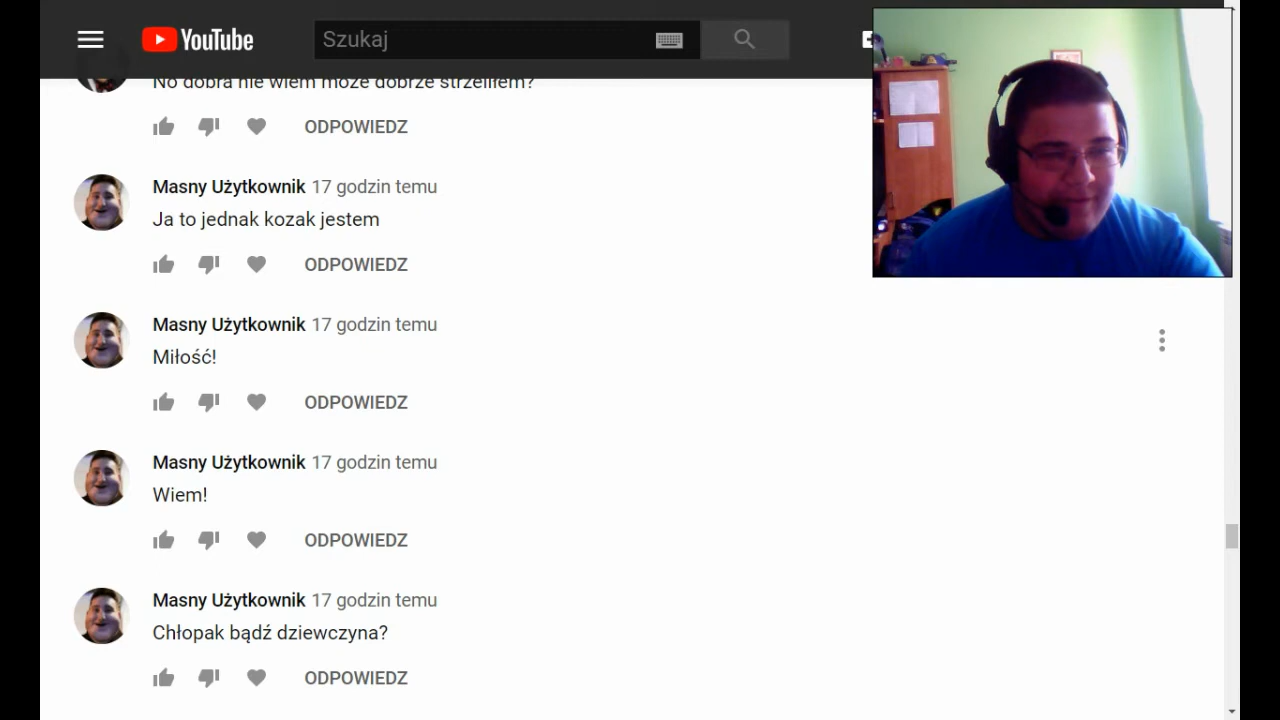 YouTube
Szukaj
No dobra nie wiem może dobrze strzeliłem?
ODPOWIEDZ
Masny Użytkownik 17 godzin temu
Ja to jednak kozak jestem
ODPOWIEDZ
Masny Użytkownik 17 godzin temu
Miłość!
ODPOWIEDZ
Masny Użytkownik 17 godzin temu
Wiem!
ODPOWIEDZ
Masny Użytkownik 17 godzin temu
Chłopak bądź dziewczyna?
ODPOWIEDZ